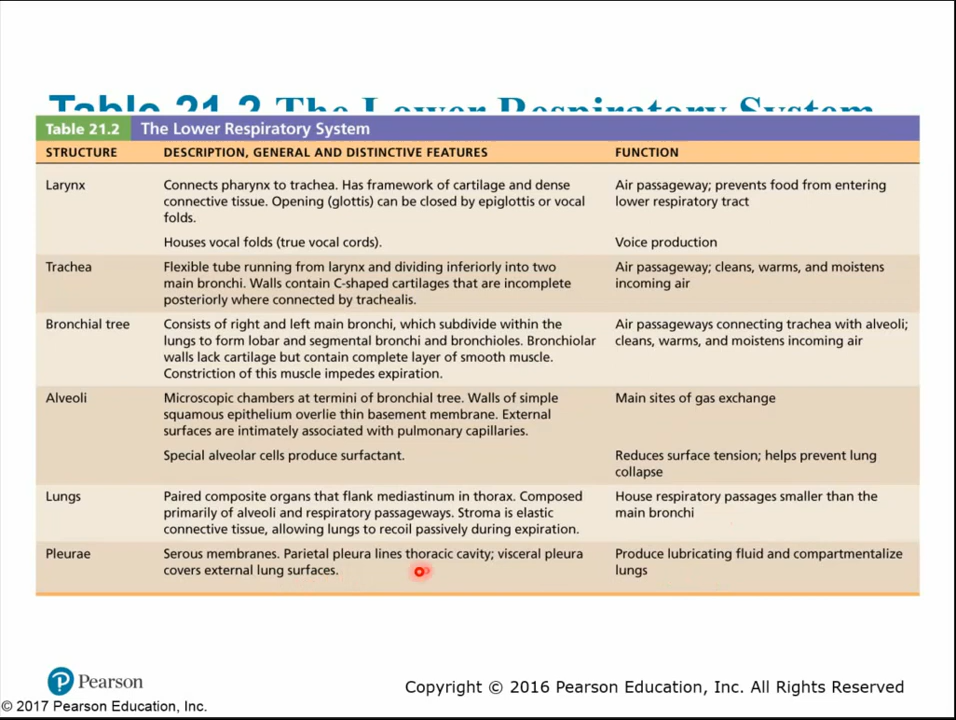 Table 21.2 The Lower Respiratory System
Table 21.2 The Lower Respiratory System
STRUCTURE DESCRIPTION, GENERAL AND DISTINCTIVE FEATURES FUNCTION
Larynx Connects pharynx to trachea. Has framework of cartilage and dense Air passageway; prevents food from entering
connective tissue. Opening (glottis) can be closed by epiglottis or vocal lower respiratory tract
folds.
Houses vocal folds (true vocal cords). Voice production
Trachea Flexible tube running from larynx and dividing inferiorly into two Air passageway; cleans, warms, and moistens
main bronchi. Walls contain C-shaped cartilages that are incomplete incoming air
posteriorly where connected by trachealis.
Bronchial tree Consists of right and left main bronchi, which subdivide within the Air passageways connecting trachea with alveoli;
lungs to form lobar and segmental bronchi and bronchioles. Bronchiolar cleans, warms, and moistens incoming air
walls lack cartilage but contain complete layer of smooth muscle.
Constriction of this muscle impedes expiration.
Alveoli Microscopic chambers at termini of bronchial tree. Walls of simple Main sites of gas exchange
squamous epithelium overlie thin basement membrane. External
surfaces are intimately associated with pulmonary capillaries.
Special alveolar cells produce surfactant. Reduces surface tension; helps prevent lung
collapse
Lungs Paired composite organs that flank mediastinum in thorax. Composed House respiratory passages smaller than the
primarily of alveoli and respiratory passageways. Stroma is elastic main bronchi
connective tissue, allowing lungs to recoil passively during expiration.
Pleurae Serous membranes. Parietal pleura lines thoracic cavity; visceral pleura Produce lubricating fluid and compartmentalize
covers external lung surfaces. lungs
P Pearson
Copyright © 2016 Pearson Education, Inc. All Rights Reserved
© 2017 Pearson Education, Inc.